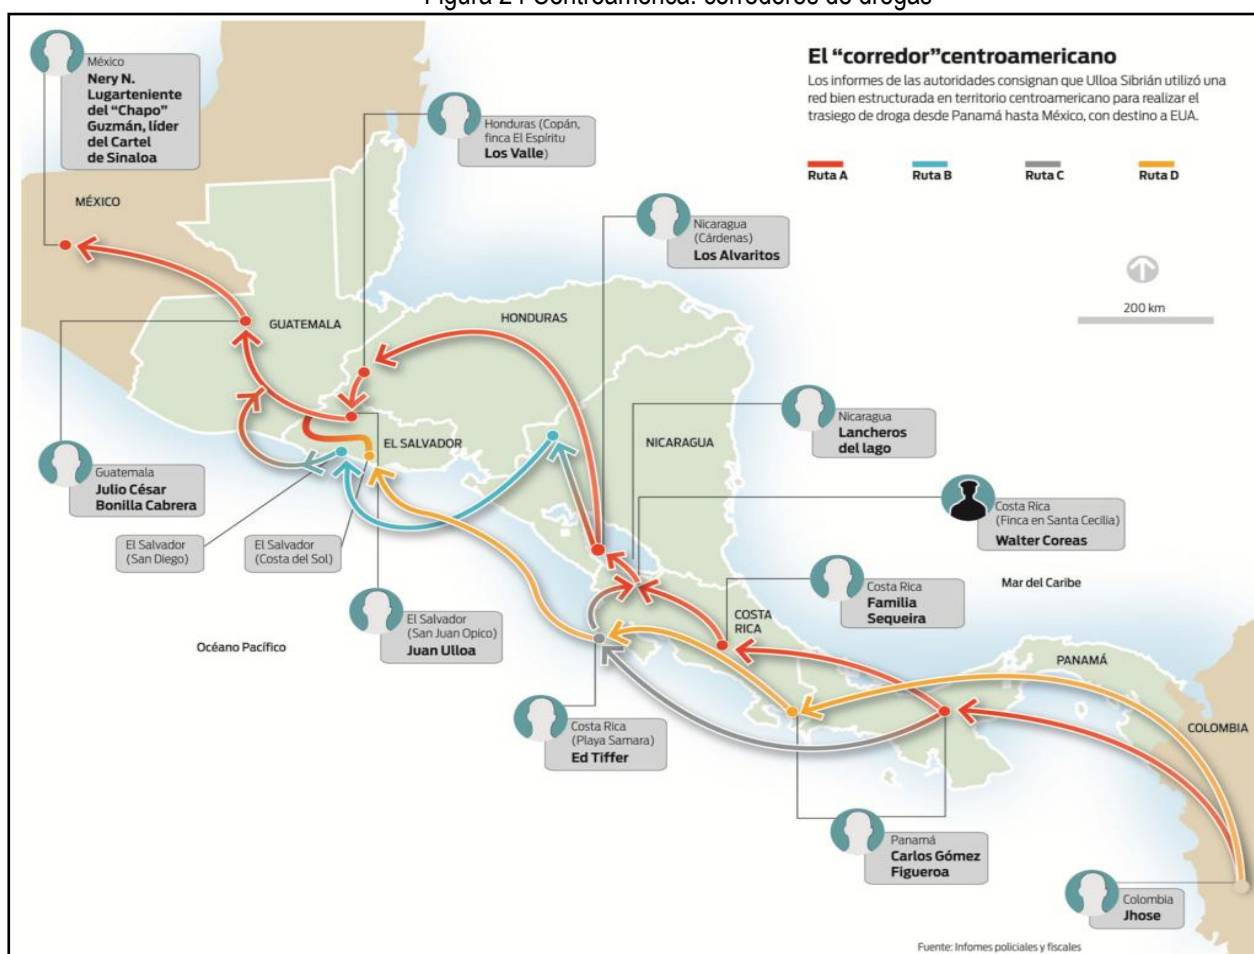 Figura 24 Centroamérica: corredores de drogas
El “corredor”centroamericano
Los informes de las autoridades consignan que Ulloa Sibrián utilizó una
red bien estructurada en territorio centroamericano para realizar el
trasiego de droga desde Panamá hasta México, con destino a EUA.
Ruta A
Ruta B
Ruta C
Ruta D
200 km
México
Nery N.
Lugarteniente
del “Chapo”
Guzmán, líder
del Cartel
de Sinaloa
Honduras (Copán,
finca El Espíritu
Los Valle)
Nicaragua
(Cárdenas)
Los Alvaritos
MÉXICO
GUATEMALA
HONDURAS
EL SALVADOR
NICARAGUA
Nicaragua
Lancheros
del lago
Guatemala
Julio César
Bonilla Cabrera
Costa Rica
(Finca en Santa Cecilia)
Walter Coreas
El Salvador
(San Diego)
El Salvador
(Costa del Sol)
Costa Rica
Familia
Sequeira
Mar del Caribe
El Salvador
(San Juan Opico)
Juan Ulloa
COSTA
RICA
Océano Pacífico
PANAMÁ
COLOMBIA
Costa Rica
(Playa Samara)
Ed Tiffer
Panamá
Carlos Gómez
Figueroa
Colombia
Jhose
Fuente: Infomes policiales y fiscales